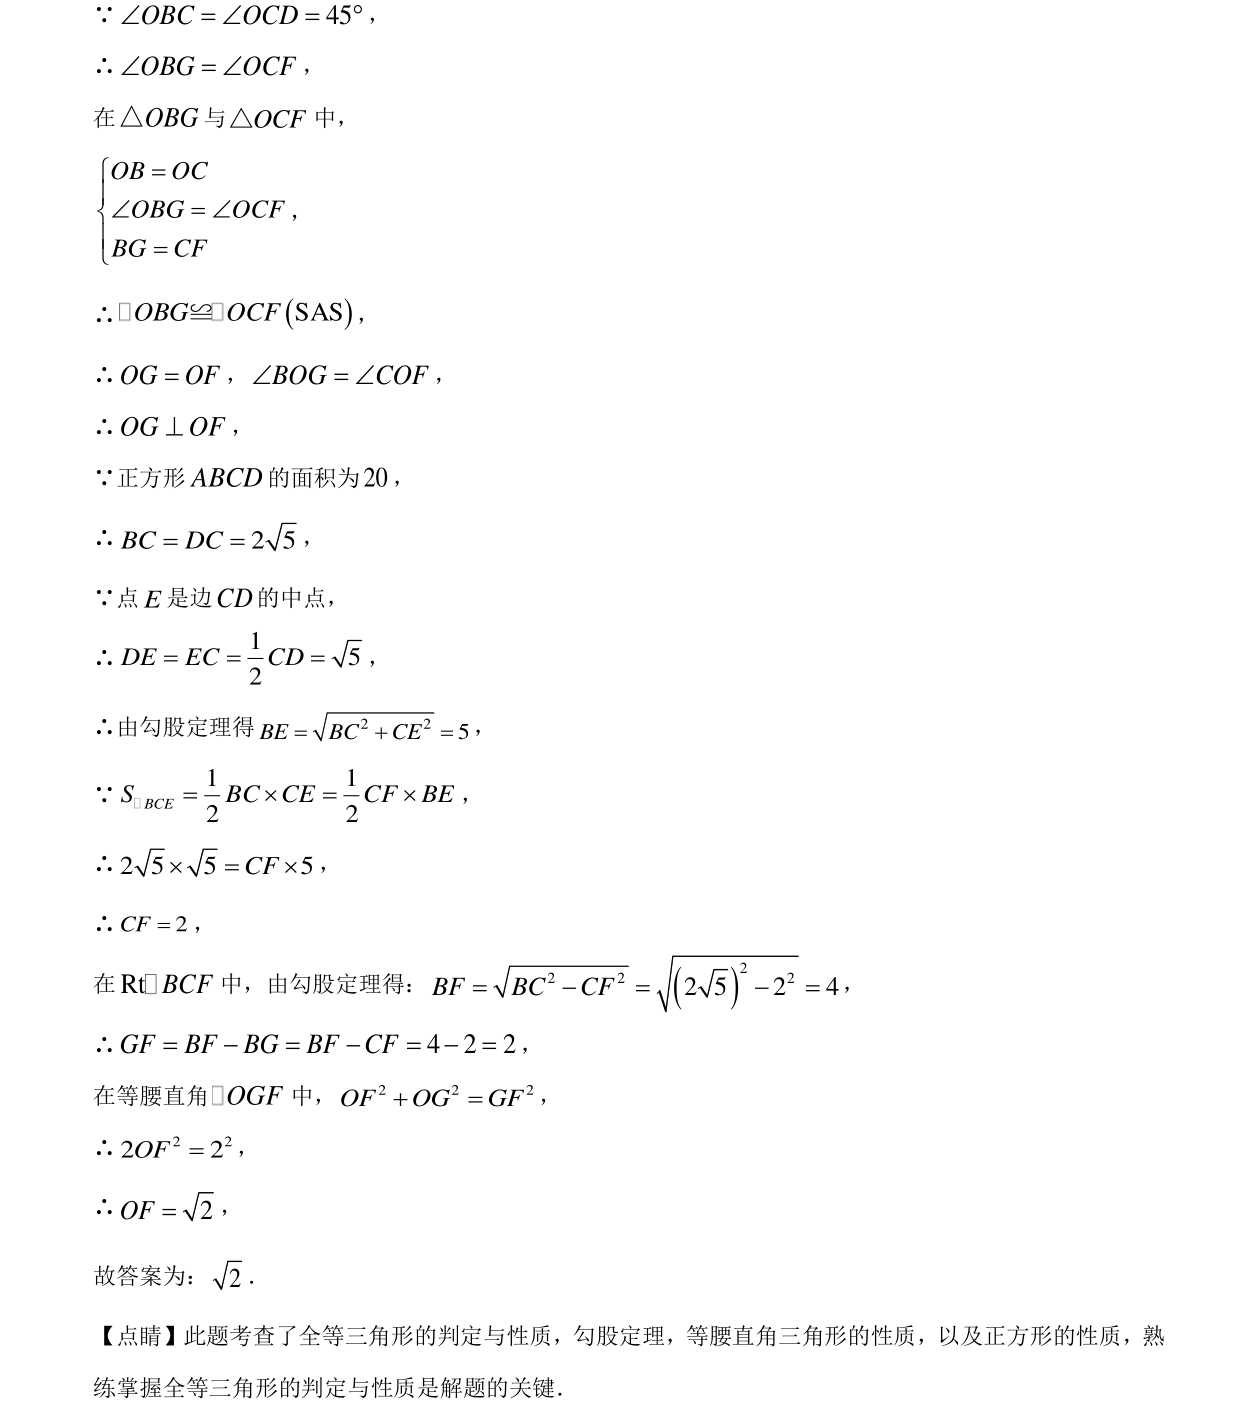 ∵∠OBC=∠OCD=45°,
∴∠OBG=∠OCF,
在△OBG与△OCF中,
{OB=OC
∠OBG=∠OCF,
BG=CF
∴□OBG≌□OCF(SAS),
∴OG=OF, ∠BOG=∠COF,
∴OG⊥OF,
∵正方形ABCD的面积为20,
∴BC=DC=2√5,
∵点E是边CD的中点,
∴DE=EC=1/2CD=√5,
∴由勾股定理得BE=√(BC²+CE²)=5,
∵S□BCE=1/2BC×CE=1/2CF×BE,
∴2√5×√5=CF×5,
∴CF=2,
在Rt□BCF中,由勾股定理得:BF=√(BC²−CF²)=√((2√5)²−2²)=4,
∴GF=BF−BG=BF−CF=4−2=2,
在等腰直角□OGF中,OF²+OG²=GF²,
∴2OF²=2²,
∴OF=√2,
故答案为:√2.
【点睛】此题考查了全等三角形的判定与性质,勾股定理,等腰直角三角形的性质,以及正方形的性质,熟
练掌握全等三角形的判定与性质是解题的关键.